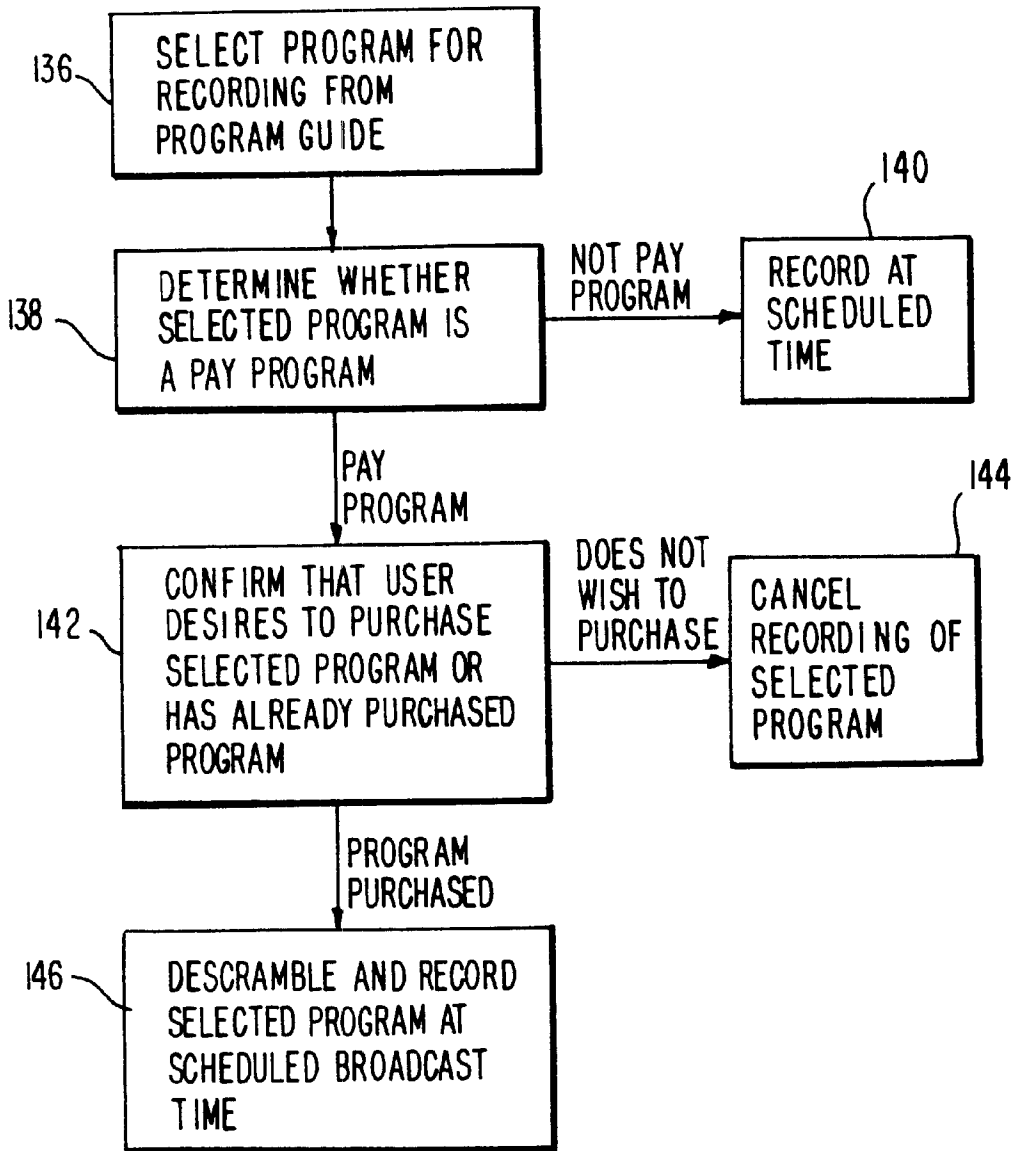 136
SELECT PROGRAM FOR
RECORDING FROM
PROGRAM GUIDE
138
DETERMINE WHETHER
SELECTED PROGRAM IS
A PAY PROGRAM
NOT PAY
PROGRAM
140
RECORD AT
SCHEDULED
TIME
PAY
PROGRAM
142
CONFIRM THAT USER
DESIRES TO PURCHASE
SELECTED PROGRAM OR
HAS ALREADY PURCHASED
PROGRAM
DOES NOT
WISH TO
PURCHASE
144
CANCEL
RECORDING OF
SELECTED
PROGRAM
PROGRAM
PURCHASED
146
DESCRAMBLE AND RECORD
SELECTED PROGRAM AT
SCHEDULED BROADCAST
TIME